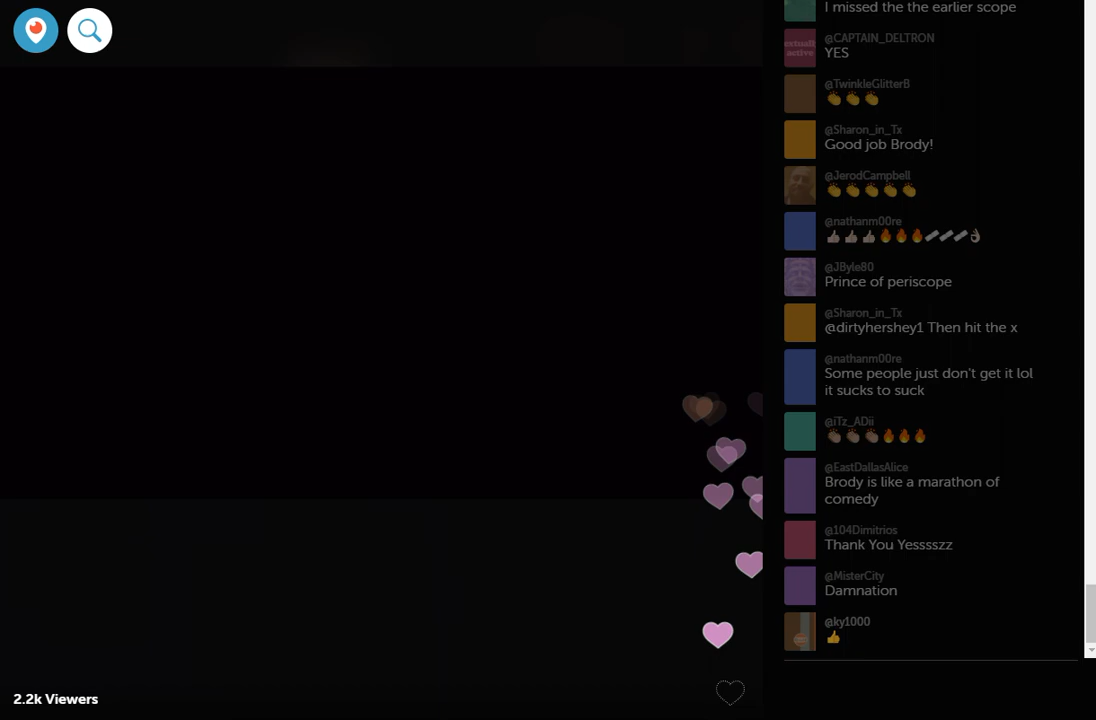 I missed the the earlier scope
@CAPTAIN_DELTRON
YES
@TwinkleGlitterB
👏 👏 👏
@Sharon_in_Tx
Good job Brody!
@JerodCampbell
👏 👏 👏 👏 👏
@nathanm00re
@JByle80
Prince of periscope
@Sharon_in_Tx
@dirtyhershey1 Then hit the x
@nathanm00re
Some people just don't get it lol
it sucks to suck
@iTz_ADii
👏 👏 👏 🔥 🔥 🔥
@EastDallasAlice
Brody is like a marathon of
comedy
@104Dimitrios
Thank You Yesssszz
@MisterCity
Damnation
@ky1000
👍
2.2k Viewers